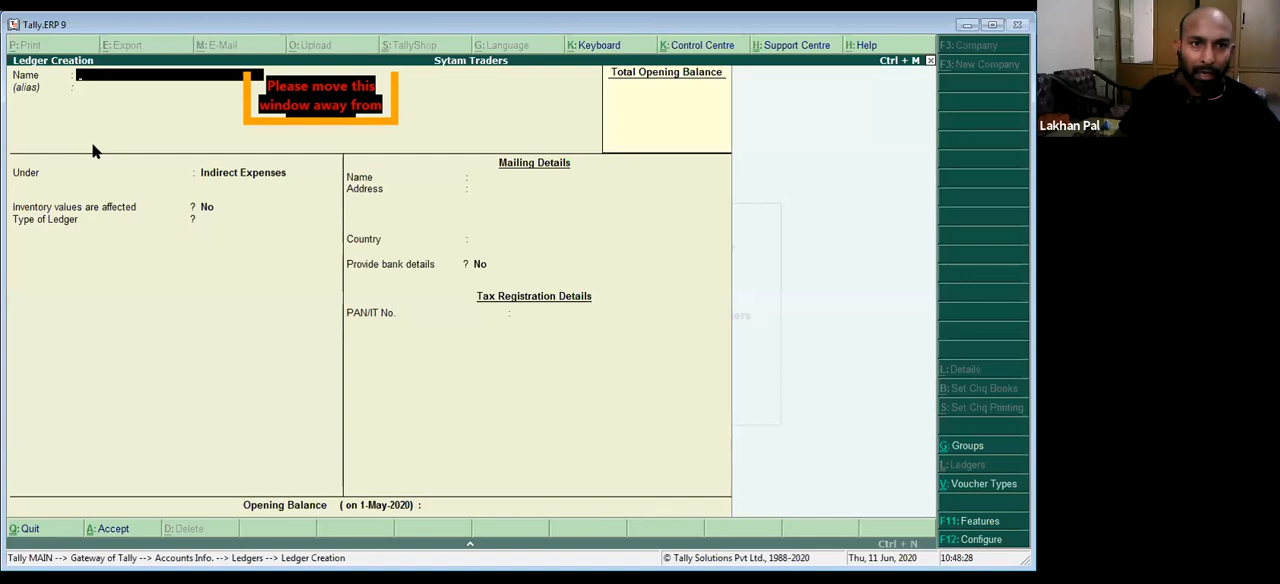 Tally.ERP 9
P: Print
E: Export
M: E-Mail
O: Upload
S: TallyShop
G: Language
K: Keyboard
K: Control Centre
H: Support Centre
H: Help
F3: Company
F3: New Company
Ledger Creation
Sytam Traders
Ctrl + M
Name :
(alias) :
Please move this
window away from
Total Opening Balance
Under : Indirect Expenses
Inventory values are affected ? No
Type of Ledger ?
Mailing Details
Name :
Address :
Country :
Provide bank details ? No
Tax Registration Details
PAN/IT No. :
Opening Balance ( on 1-May-2020) :
L: Details
B: Set Chq Books
S: Set Chq Printing
G: Groups
L: Ledgers
V: Voucher Types
F11: Features
F12: Configure
Q: Quit
A: Accept
D: Delete
Ctrl + N
Tally MAIN --> Gateway of Tally --> Accounts Info. --> Ledgers --> Ledger Creation
© Tally Solutions Pvt Ltd., 1988-2020
Thu, 11 Jun, 2020
10:48:28
Lakhan Pal